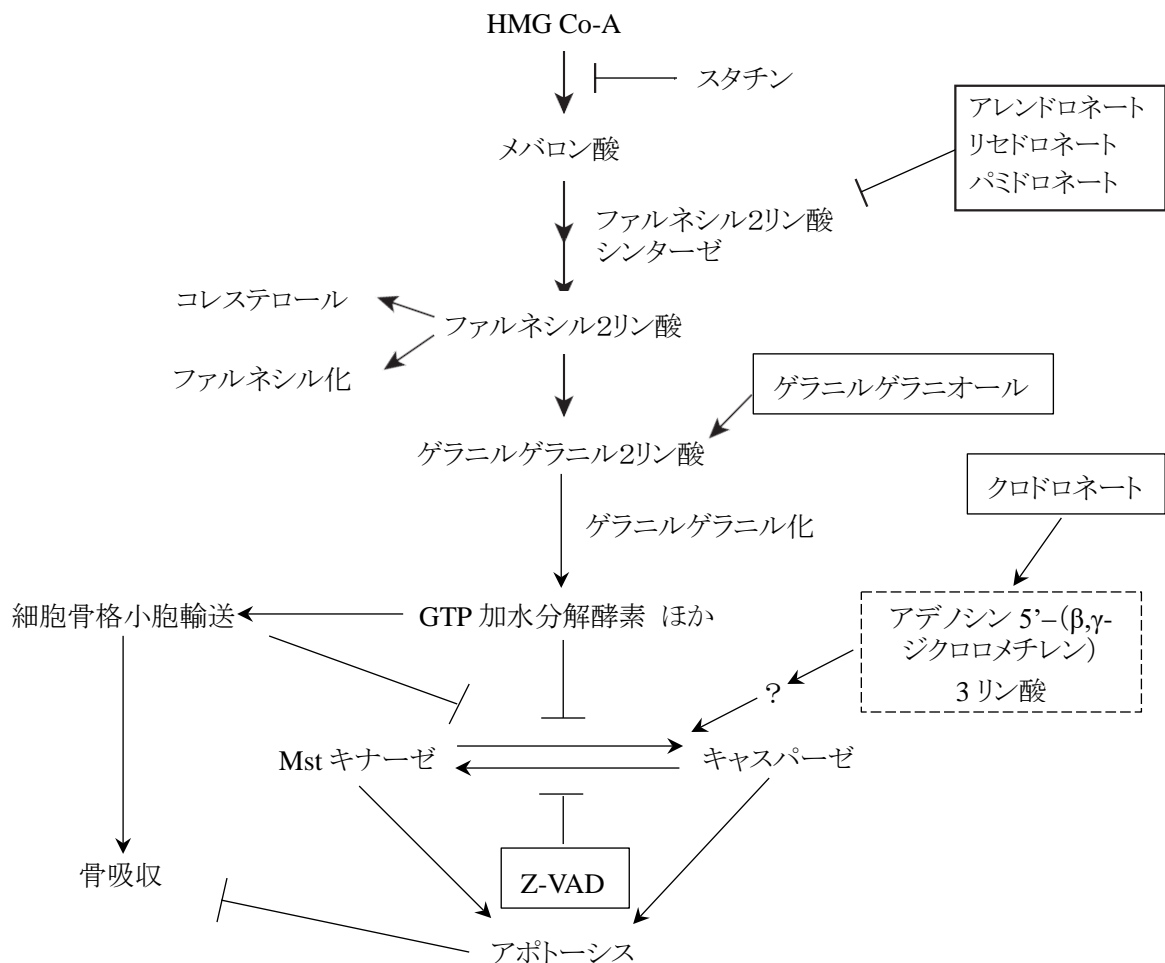 HMG Co-A
スタチン
アレンドロネート
リセドロネート
パミドロネート
メバロン酸
ファルネシル2リン酸
シンターゼ
コレステロール
ファルネシル2リン酸
ファルネシル化
ゲラニルゲラニオール
ゲラニルゲラニル2リン酸
クロドロネート
ゲラニルゲラニル化
細胞骨格小胞輸送
GTP 加水分解酵素 ほか
アデノシン 5’–(β,γ-
ジクロロメチレン)
3 リン酸
?
Mst キナーゼ
キャスパーゼ
骨吸収
Z-VAD
アポトーシス